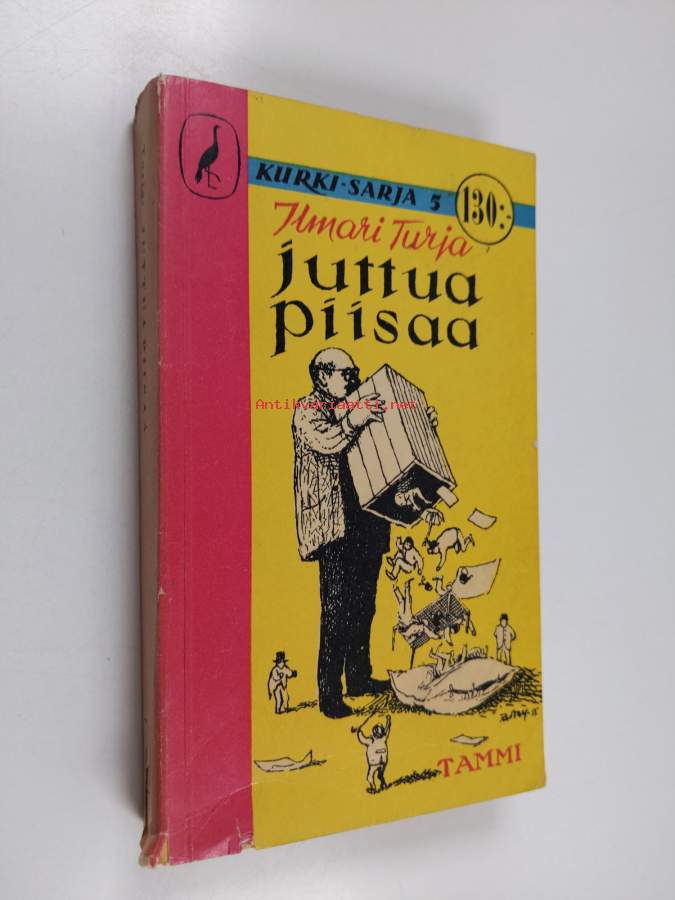 KURKI-SARJA 5
130:-
Ilmari Turja
juttua
piisaa
Antikvariaatti.net
TAMMI